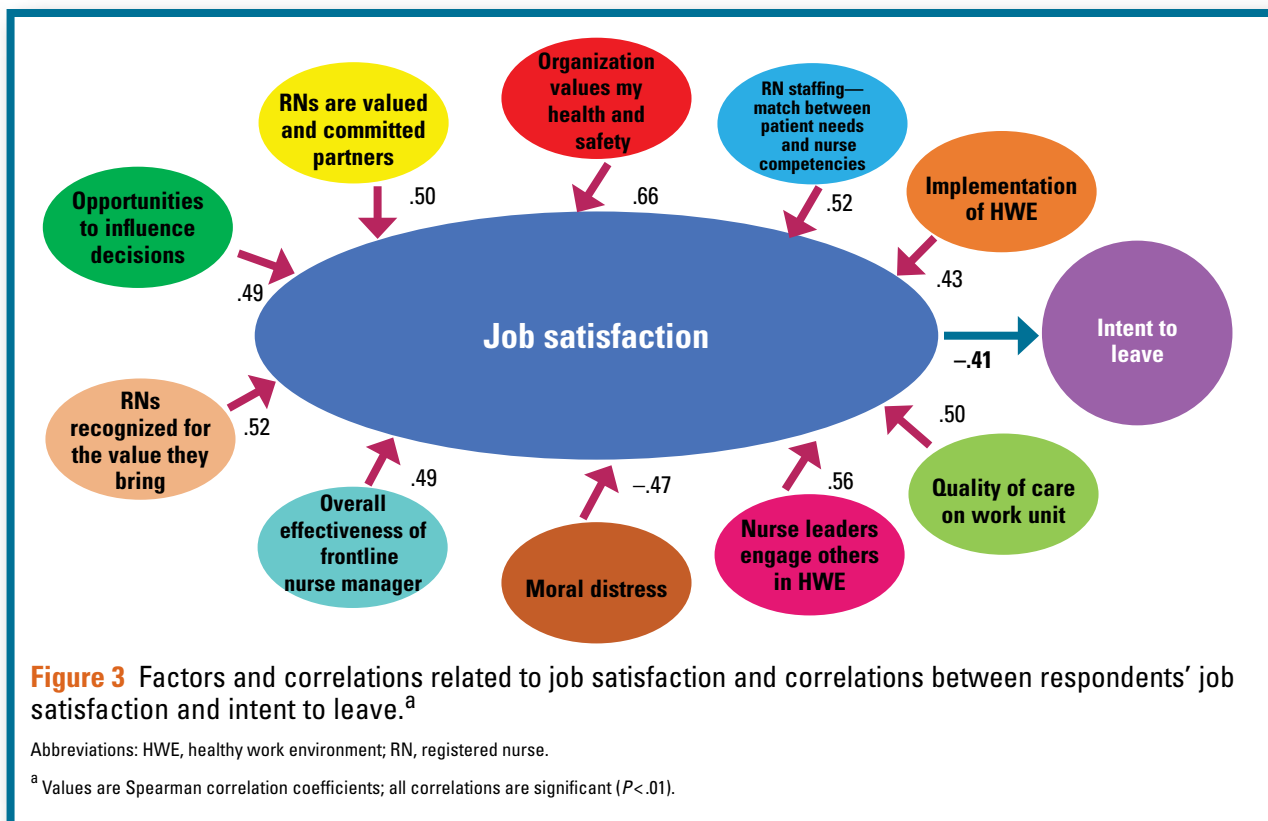 Organization
values my
health and
safety
RNs are valued
and committed
partners
RN staffing—
match between
patient needs
and nurse
competencies
Opportunities
to influence
decisions
Implementation
of HWE
.50
.66
.52
.49
.43
Job satisfaction
Intent to
leave
–.41
RNs
recognized for
the value they
bring
.52
.49
–.47
.56
.50
Overall
effectiveness of
frontline
nurse manager
Moral distress
Nurse leaders
engage others
in HWE
Quality of care
on work unit
Figure 3 Factors and correlations related to job satisfaction and correlations between respondents’ job
satisfaction and intent to leave.a
Abbreviations: HWE, healthy work environment; RN, registered nurse.
a Values are Spearman correlation coefficients; all correlations are significant (P<.01).